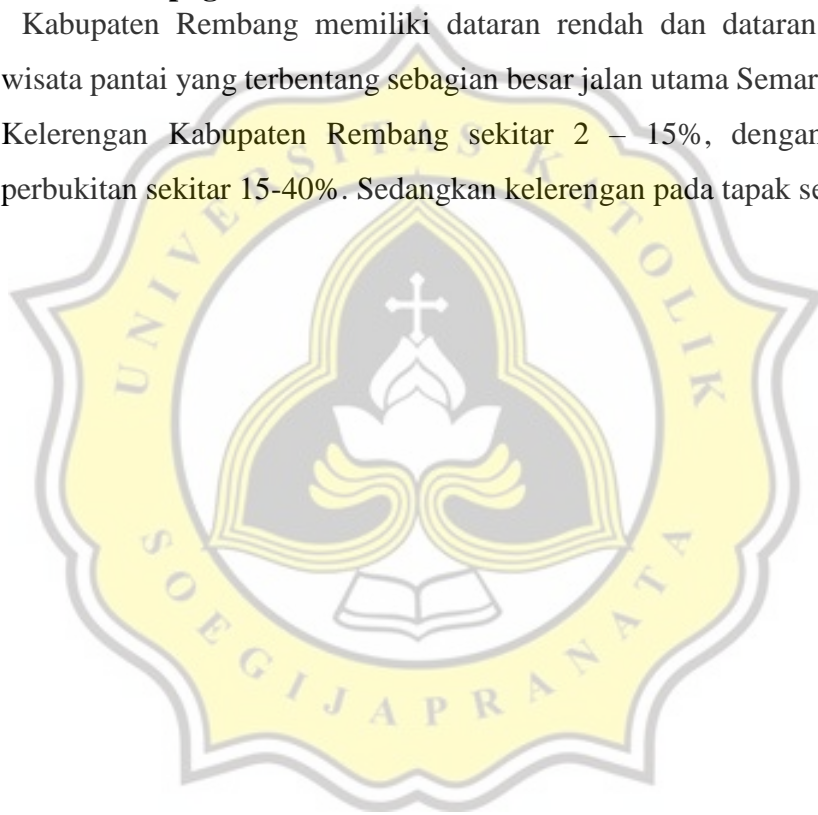 Kabupaten Rembang memiliki dataran rendah dan dataran
wisata pantai yang terbentang sebagian besar jalan utama Semar
Kelerengan Kabupaten Rembang sekitar 2 – 15%, dengan
perbukitan sekitar 15-40%. Sedangkan kelerengan pada tapak se
UNIVERSITAS KATOLIK
SOEGIJAPRANATA